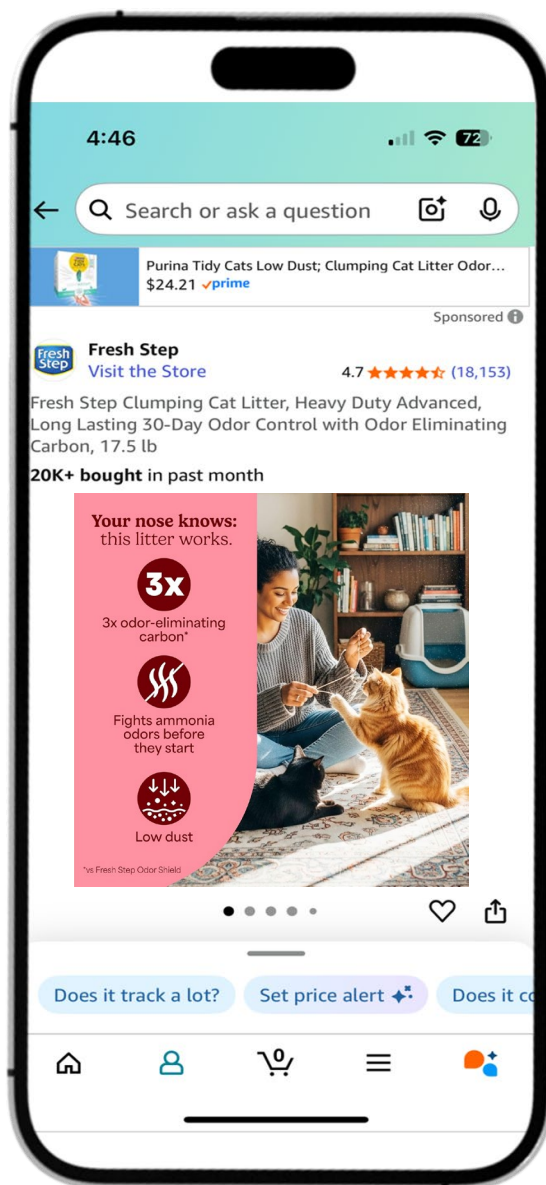 4:46
72
Search or ask a question
Purina Tidy Cats Low Dust; Clumping Cat Litter Odor...
$24.21 prime
Sponsored
Fresh Step
Fresh Step
Visit the Store
4.7 (18,153)
Fresh Step Clumping Cat Litter, Heavy Duty Advanced,
Long Lasting 30-Day Odor Control with Odor Eliminating
Carbon, 17.5 lb
20K+ bought in past month
Your nose knows:
this litter works.
3x
3x odor-eliminating
carbon*
Fights ammonia
odors before
they start
Low dust
*vs Fresh Step Odor Shield
Does it track a lot?
Set price alert
Does it co
0